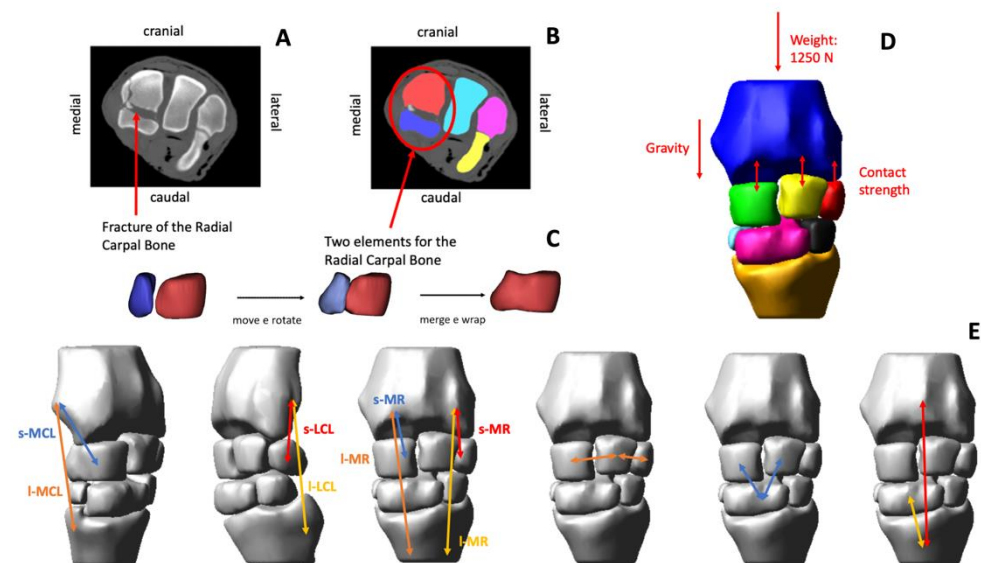 cranial
A
medial
lateral
caudal
Fracture of the Radial
Carpal Bone
cranial
B
medial
lateral
caudal
Two elements for the
Radial Carpal Bone
C
move e rotate
merge e wrap
D
Weight:
1250 N
Gravity
Contact
strength
E
s-MCL
l-MCL
s-LCL
l-LCL
s-MR
l-MR
s-MR
l-MR